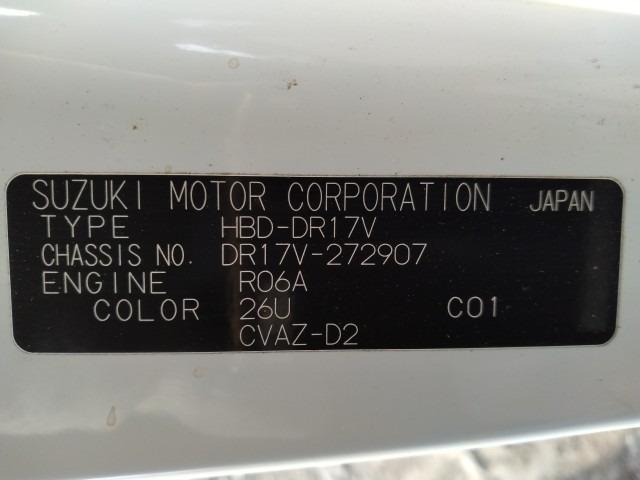 SUZUKI MOTOR CORPORATION JAPAN
TYPE HBD-DR17V
CHASSIS NO. DR17V-272907
ENGINE R06A
COLOR 26U C01
CVAZ-D2